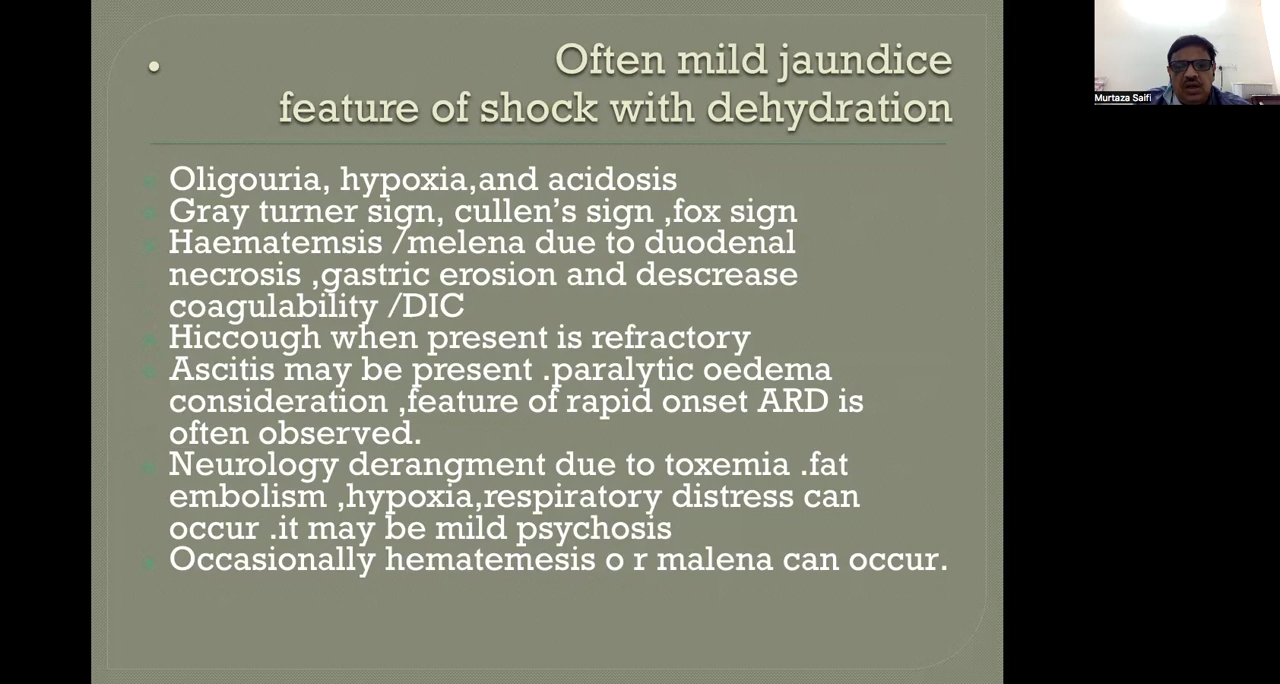 Often mild jaundice
feature of shock with dehydration
Oligouria, hypoxia,and acidosis
Gray turner sign, cullen’s sign ,fox sign
Haematemsis /melena due to duodenal
necrosis ,gastric erosion and descrease
coagulability /DIC
Hiccough when present is refractory
Ascitis may be present .paralytic oedema
consideration ,feature of rapid onset ARD is
often observed.
Neurology derangment due to toxemia .fat
embolism ,hypoxia,respiratory distress can
occur .it may be mild psychosis
Occasionally hematemesis o r malena can occur.
Murtaza Saifi